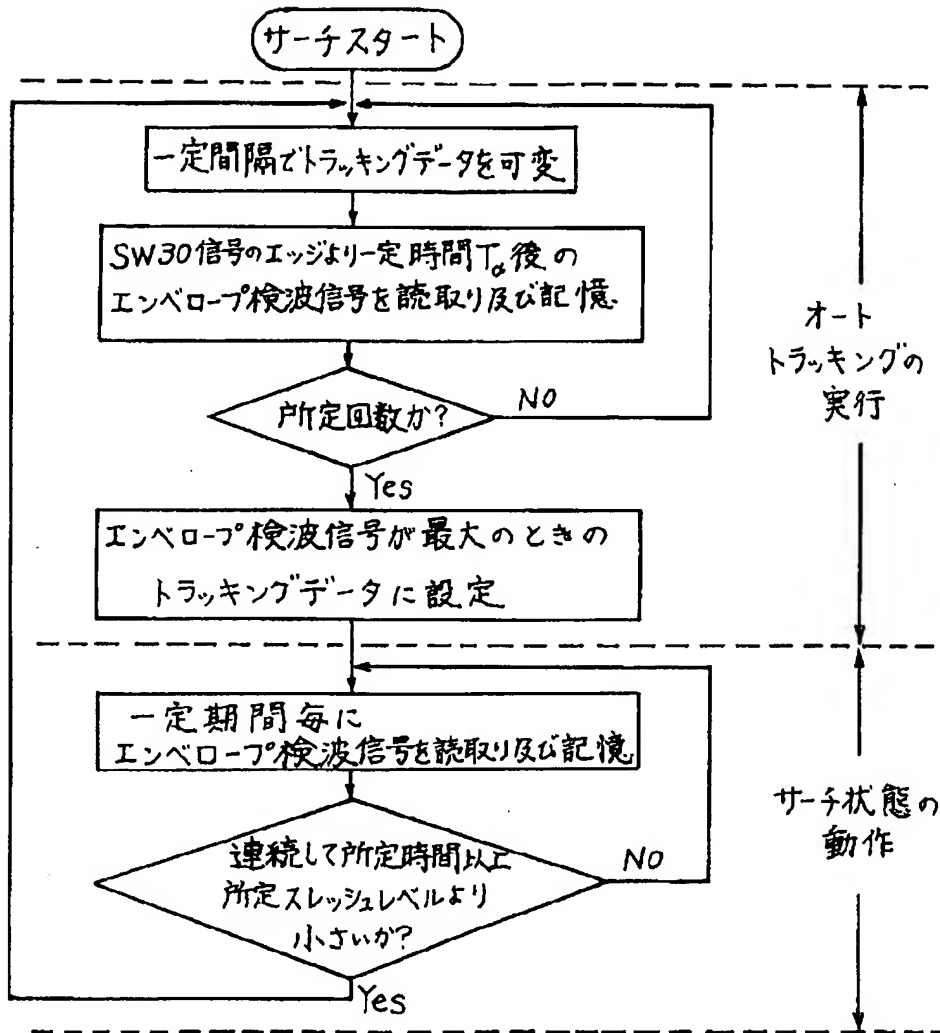 サーチスタート
一定間隔でトラッキングデータを可変
SW30信号のエッジより一定時間Tα後の
エンベロープ検波信号を読取り及び記憶.
所定回数か?
NO
Yes
エンベロープ検波信号が最大のときの
トラッキングデータに設定
オート
トラッキングの
実行
一定期間毎に
エンベロープ検波信号を読取り及び記憶.
連続して所定時間以上
所定スレッシュレベルより
小さいか?
NO
Yes
サーチ状態の
動作